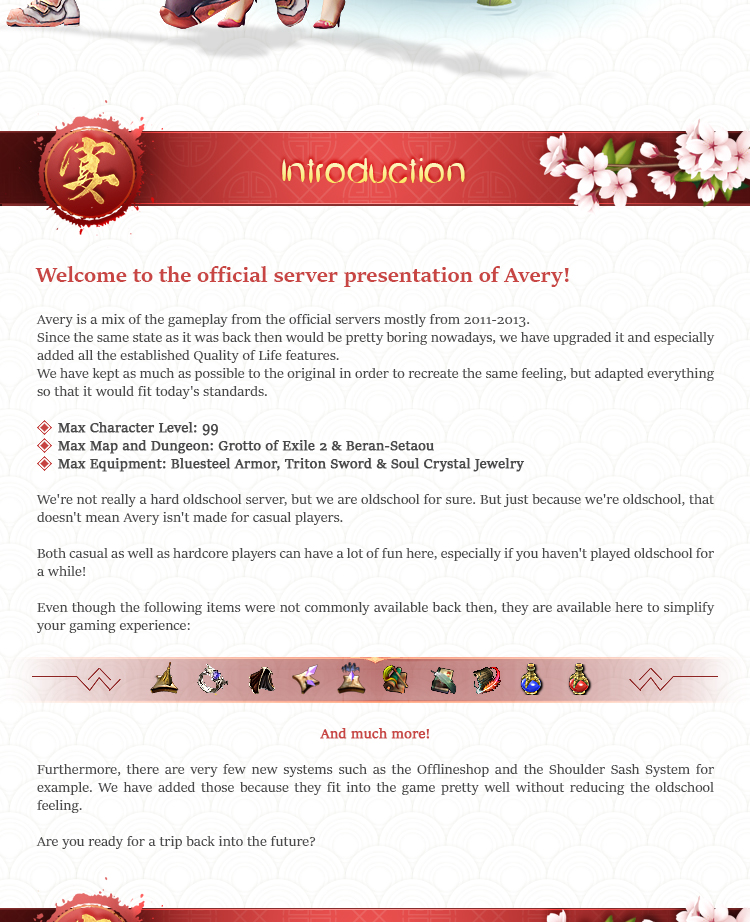 宴
Introduction
Welcome to the official server presentation of Avery!
Avery is a mix of the gameplay from the official servers mostly from 2011-2013.
Since the same state as it was back then would be pretty boring nowadays, we have upgraded it and especially
added all the established Quality of Life features.
We have kept as much as possible to the original in order to recreate the same feeling, but adapted everything
so that it would fit today's standards.
Max Character Level: 99
Max Map and Dungeon: Grotto of Exile 2 & Beran-Setaou
Max Equipment: Bluesteel Armor, Triton Sword & Soul Crystal Jewelry
We're not really a hard oldschool server, but we are oldschool for sure. But just because we're oldschool, that
doesn't mean Avery isn't made for casual players.
Both casual as well as hardcore players can have a lot of fun here, especially if you haven't played oldschool for
a while!
Even though the following items were not commonly available back then, they are available here to simplify
your gaming experience:
And much more!
Furthermore, there are very few new systems such as the Offlineshop and the Shoulder Sash System for
example. We have added those because they fit into the game pretty well without reducing the oldschool
feeling.
Are you ready for a trip back into the future?